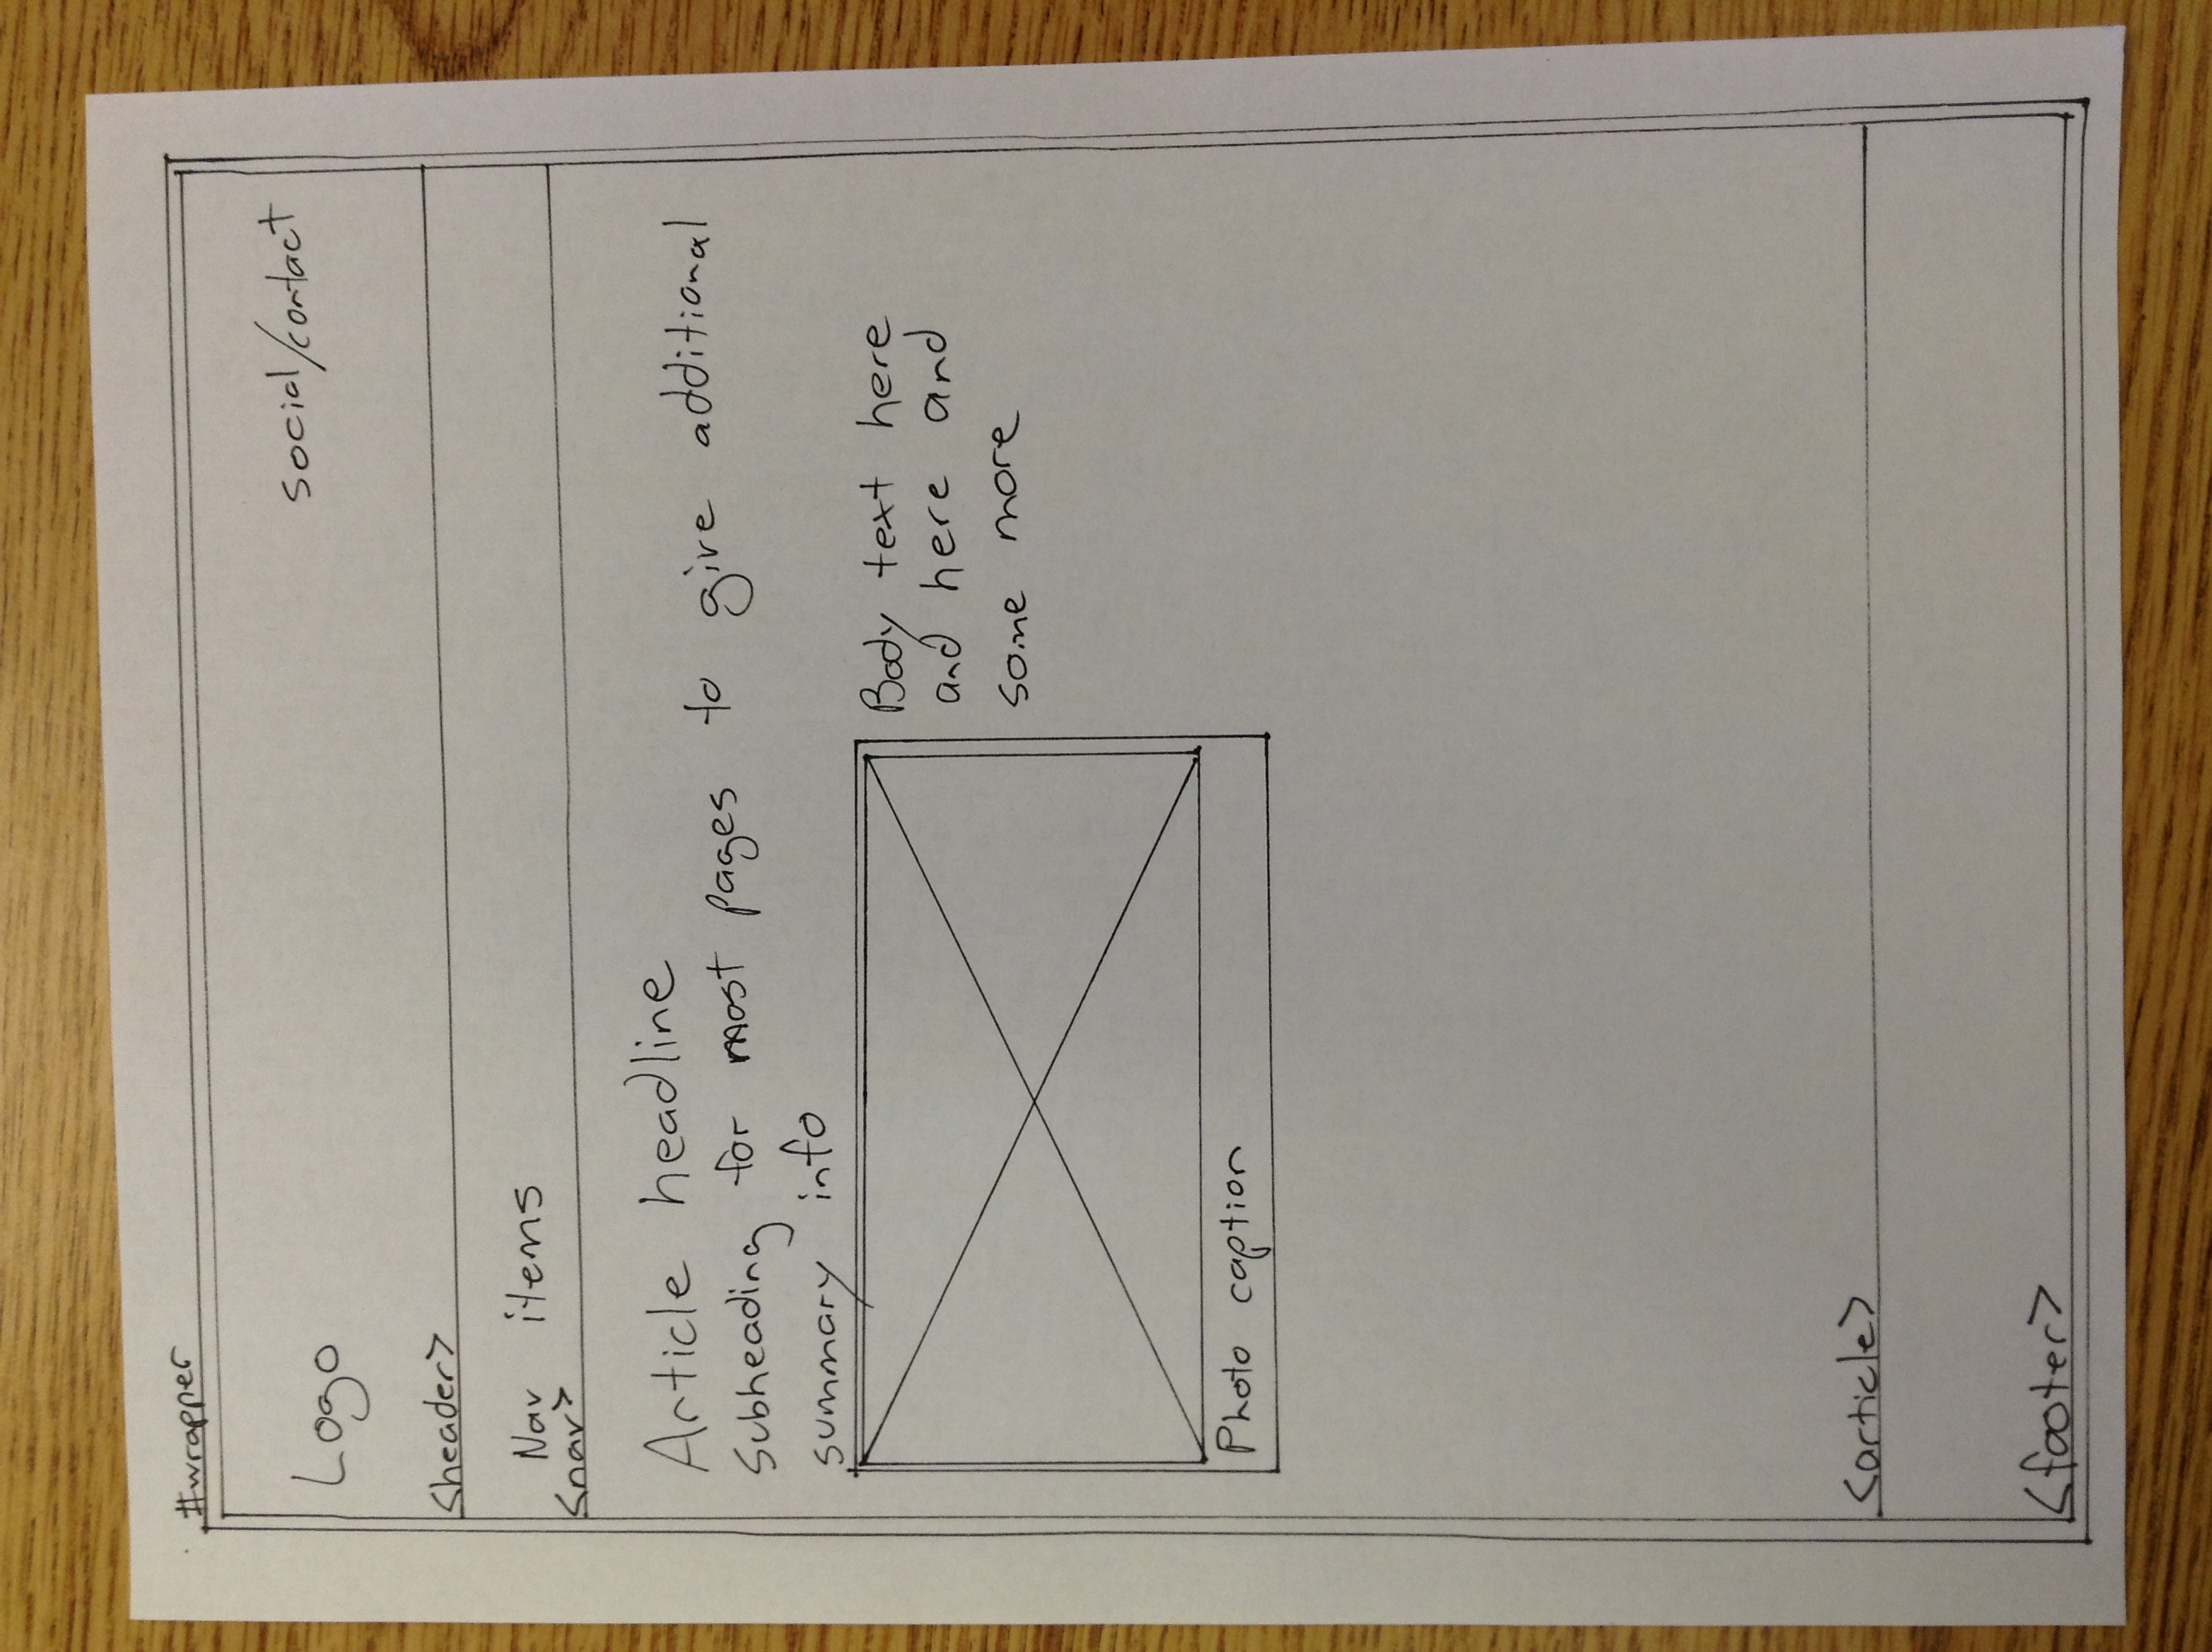 #wrapper
Logo
social/contact
<header>
Nav items
<nav>
Article headline
Subheading for most pages to give additional
summary info
Body text here
and here and
some more
Photo caption
<article>
<footer>